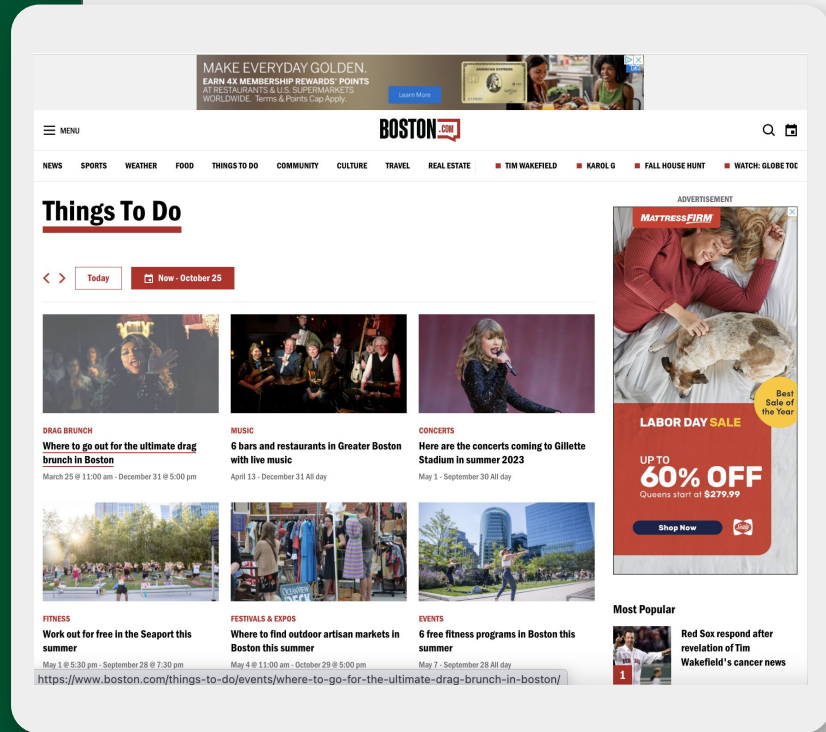 MAKE EVERYDAY GOLDEN.
EARN 4X MEMBERSHIP REWARDS® POINTS
AT RESTAURANTS & U.S. SUPERMARKETS
WORLDWIDE. Terms & Points Cap Apply.
Learn More
AMERICAN EXPRESS
MENU
BOSTON.COM
NEWS SPORTS WEATHER FOOD THINGS TO DO COMMUNITY CULTURE TRAVEL REAL ESTATE TIM WAKEFIELD KAROL G FALL HOUSE HUNT WATCH: GLOBE TOD
Things To Do
Today
Now - October 25
DRAG BRUNCH
Where to go out for the ultimate drag
brunch in Boston
March 25 @ 11:00 am - December 31 @ 5:00 pm
MUSIC
6 bars and restaurants in Greater Boston
with live music
April 13 - December 31 All day
CONCERTS
Here are the concerts coming to Gillette
Stadium in summer 2023
May 1 - September 30 All day
FITNESS
Work out for free in the Seaport this
summer
May 1 @ 5:30 pm - September 28 @ 7:30 pm
OCEANVIEW
FESTIVALS & EXPOS
Where to find outdoor artisan markets in
Boston this summer
May 4 @ 11:00 am - October 29 @ 5:00 pm
EVENTS
6 free fitness programs in Boston this
summer
May 7 - September 28 All day
ADVERTISEMENT
MATTRESS FIRM
Best
Sale of
the Year
LABOR DAY SALE
UP TO
60% OFF
Queens start at $279.99
Shop Now
Sealy
Most Popular
1
Red Sox respond after
revelation of Tim
Wakefield's cancer news
https://www.boston.com/things-to-do/events/where-to-go-for-the-ultimate-drag-brunch-in-boston/